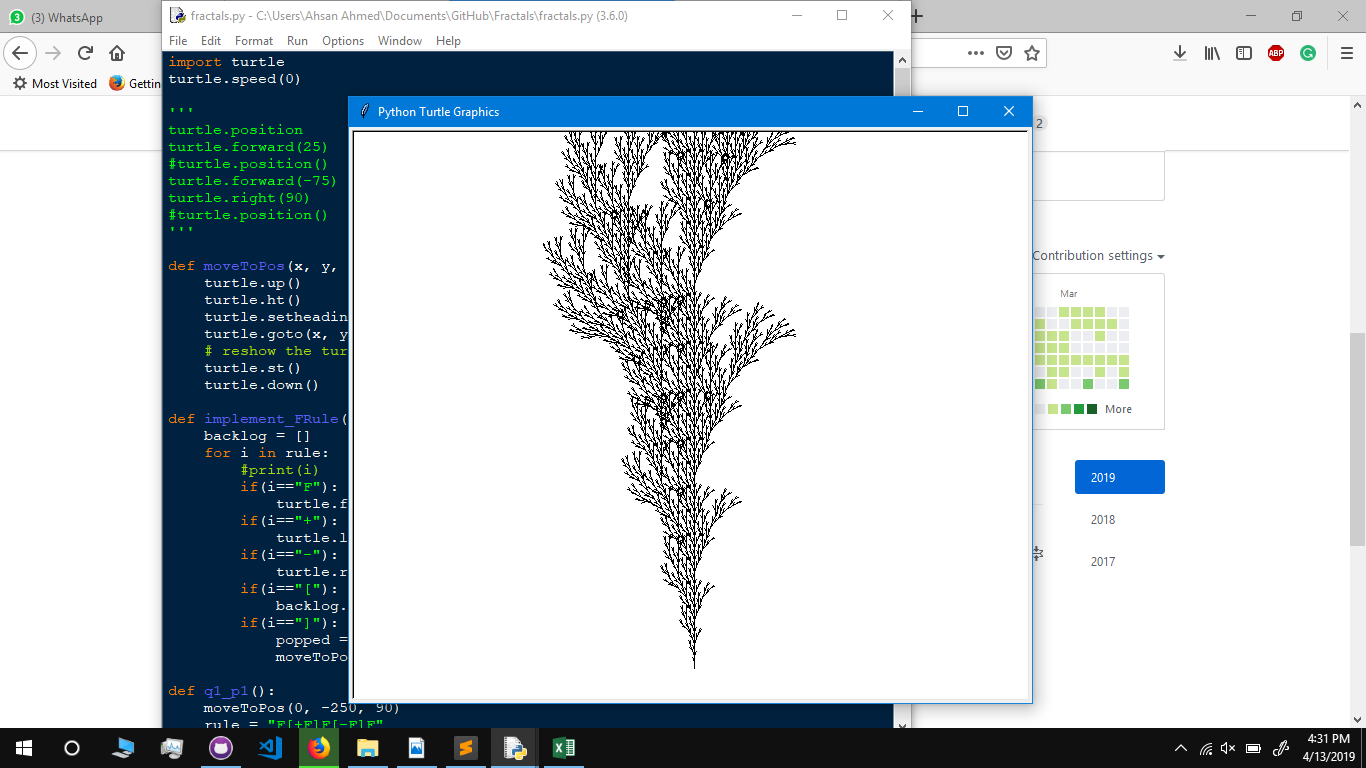 (3) WhatsApp
fractals.py - C:\Users\Ahsan Ahmed\Documents\GitHub\Fractals\fractals.py (3.6.0)
File Edit Format Run Options Window Help
Most Visited
Gettin
ABP
import turtle
turtle.speed(0)
'''
turtle.position
turtle.forward(25)
#turtle.position()
turtle.forward(-75)
turtle.right(90)
#turtle.position()
'''
def moveToPos(x, y,
turtle.up()
turtle.ht()
turtle.setheadin
turtle.goto(x, y
# reshow the tur
turtle.st()
turtle.down()
def implement_FRule(
backlog = []
for i in rule:
#print(i)
if(i=="F"):
turtle.f
if(i=="+"):
turtle.l
if(i=="-"):
turtle.r
if(i=="["):
backlog.
if(i=="]"):
popped =
moveToPo
def q1_p1():
moveToPos(0, -250, 90)
rule = "F[+F]F[-F]F"
Python Turtle Graphics
2
Contribution settings
Mar
More
2019
2018
2017
4:31 PM
4/13/2019